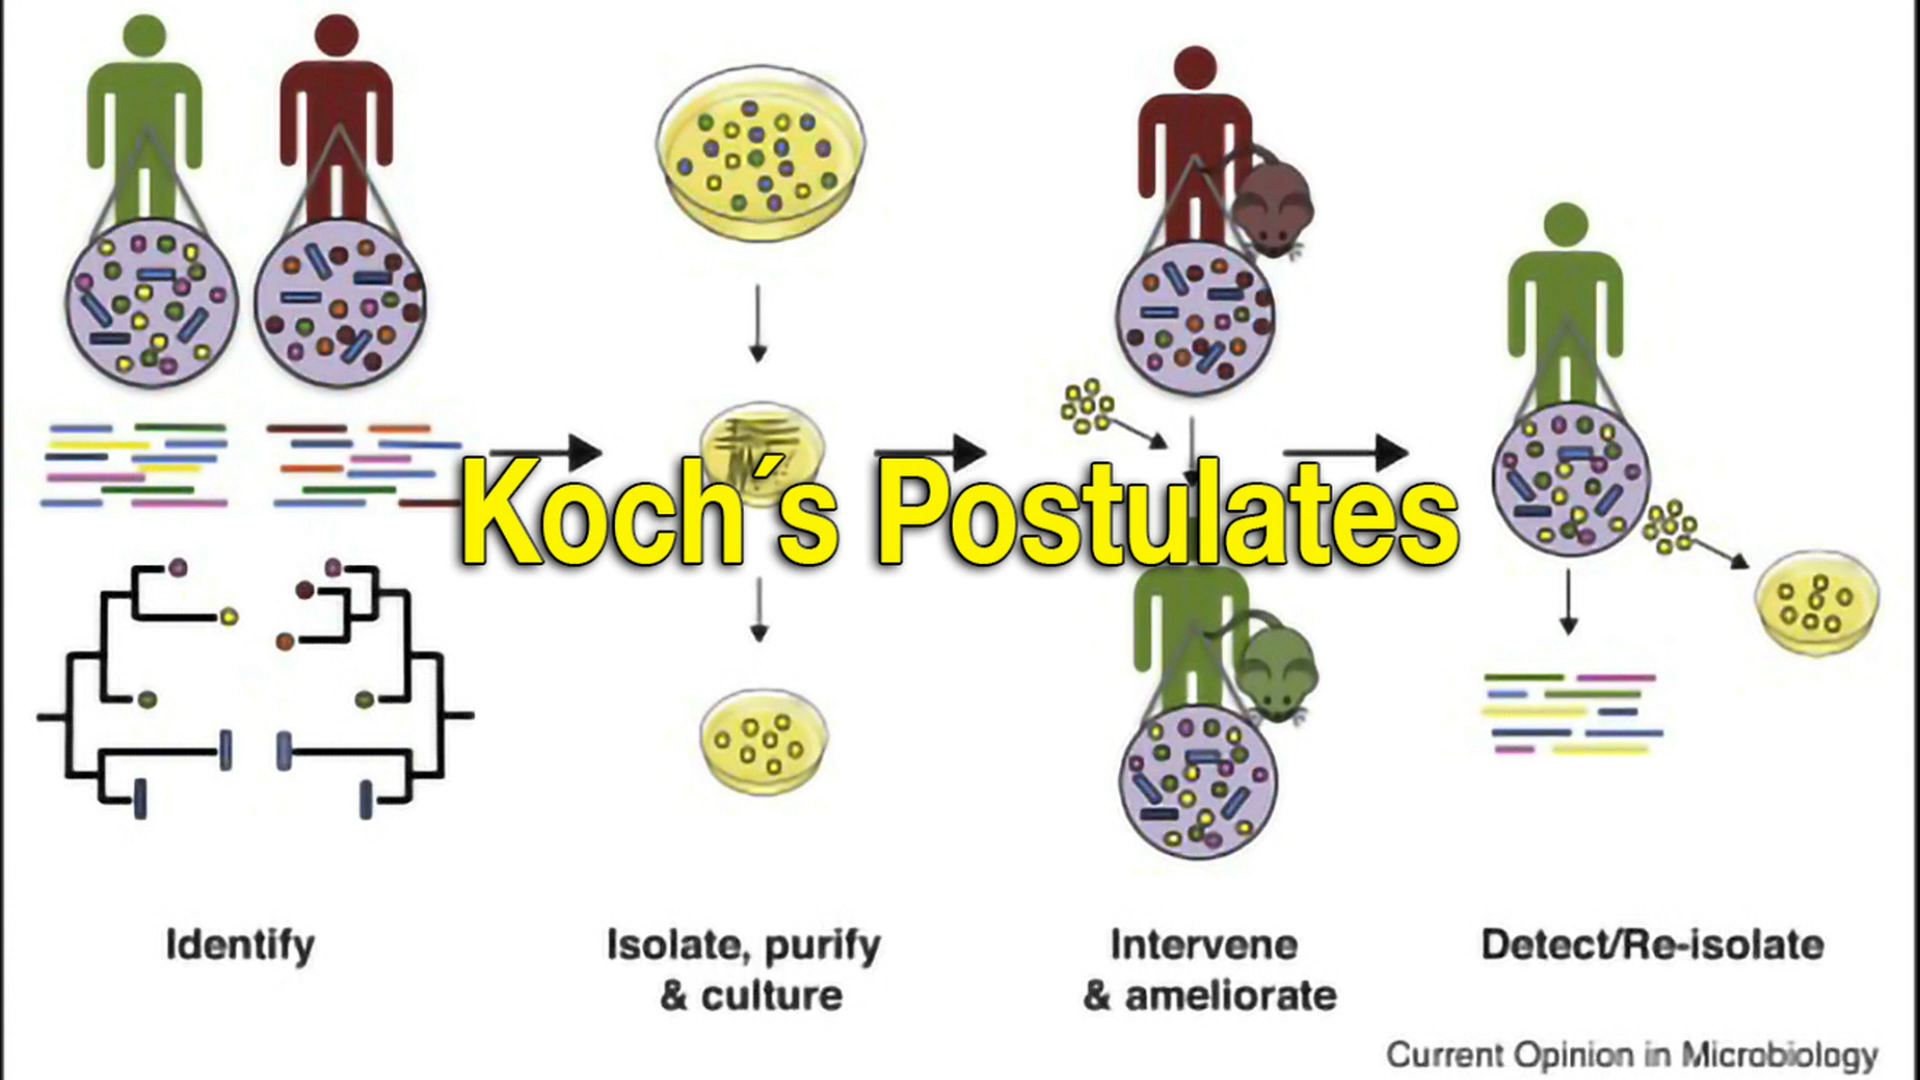 Koch´s Postulates
Identify
Isolate, purify
& culture
Intervene
& ameliorate
Detect/Re-isolate
Current Opinion in Microbiology